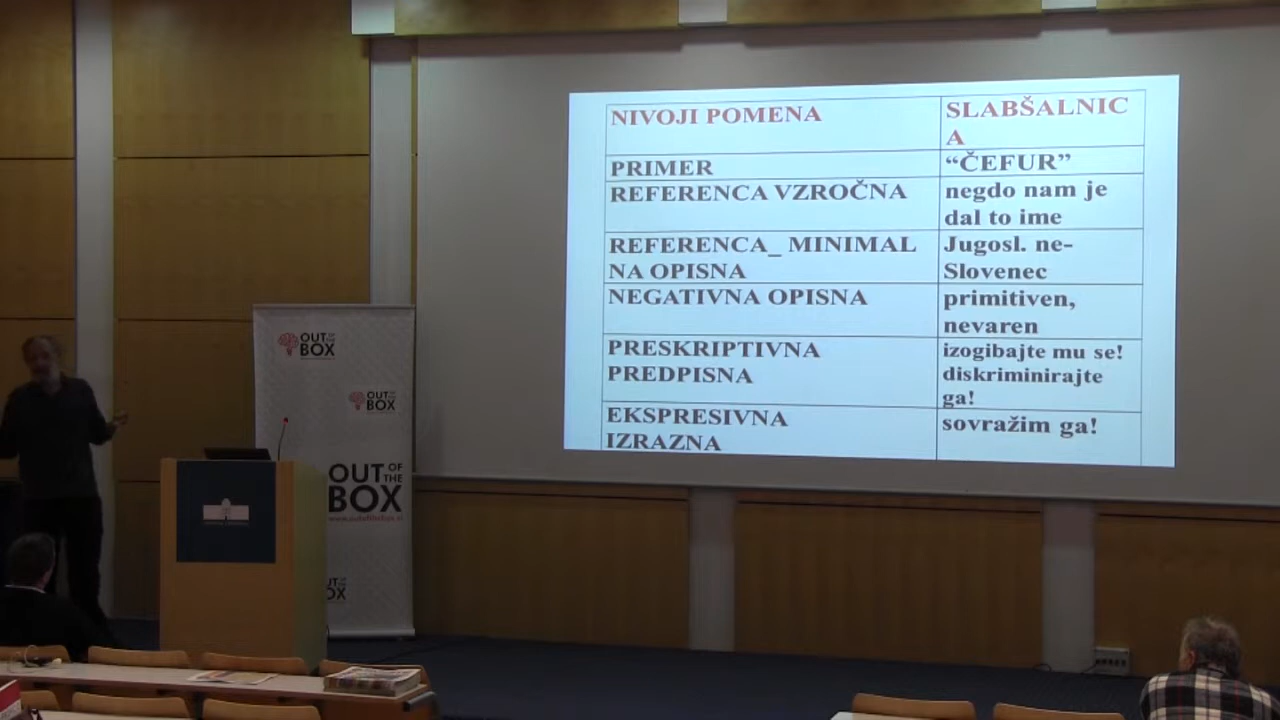 NIVOJI POMENA
SLABŠALNIC
A
PRIMER
“ČEFUR”
REFERENCA VZROČNA
negdo nam je
dal to ime
REFERENCA_ MINIMAL
NA OPISNA
Jugosl. ne-
Slovenec
NEGATIVNA OPISNA
primitiven,
nevaren
PRESKRIPTIVNA
PREDPISNA
izogibajte mu se!
diskriminirajte
ga!
EKSPRESIVNA
IZRAZNA
sovražim ga!
OUT OF THE
BOX
OUT OF THE
BOX
OUT OF THE
BOX